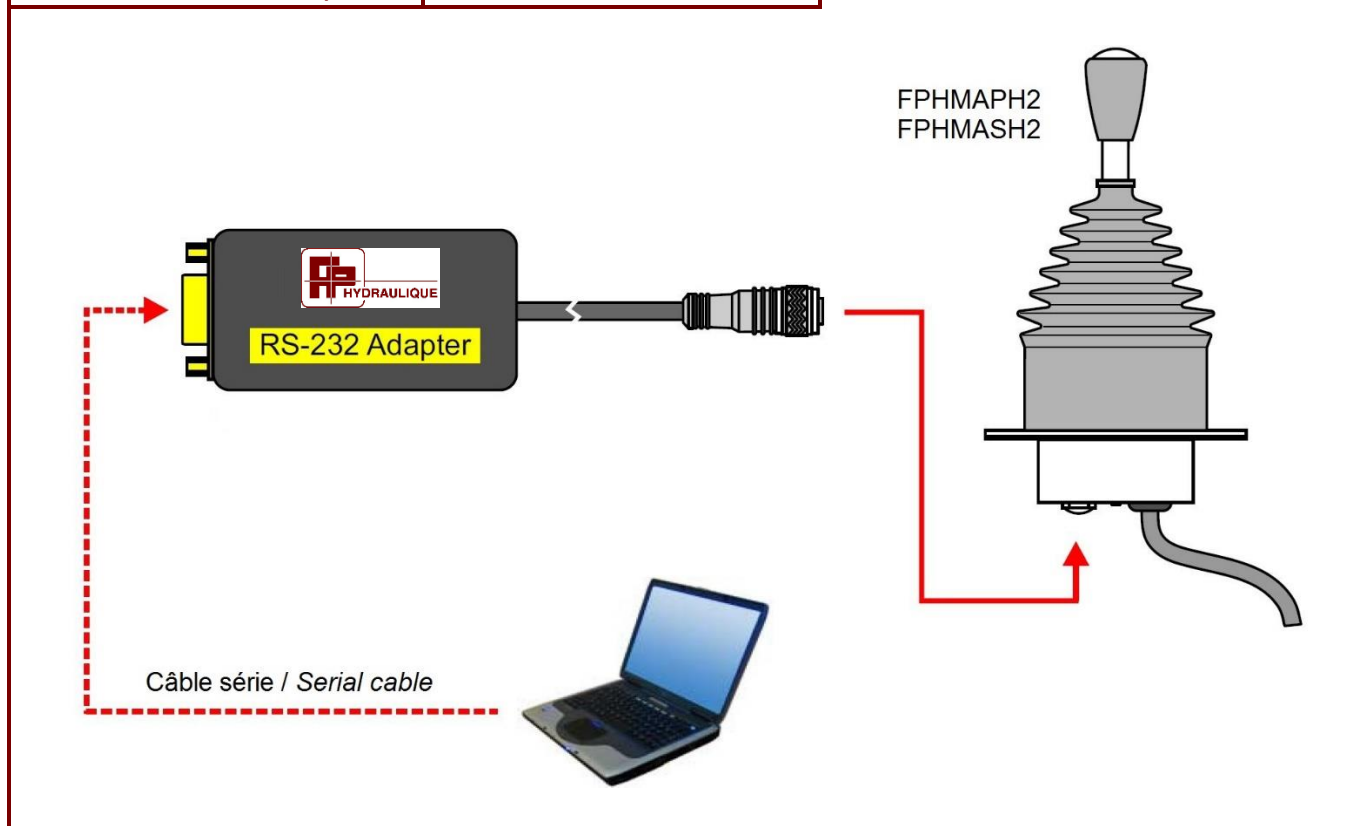 FPHMAPH2
FPHMASH2
HYDRAULIQUE
RS-232 Adapter
Câble série / Serial cable